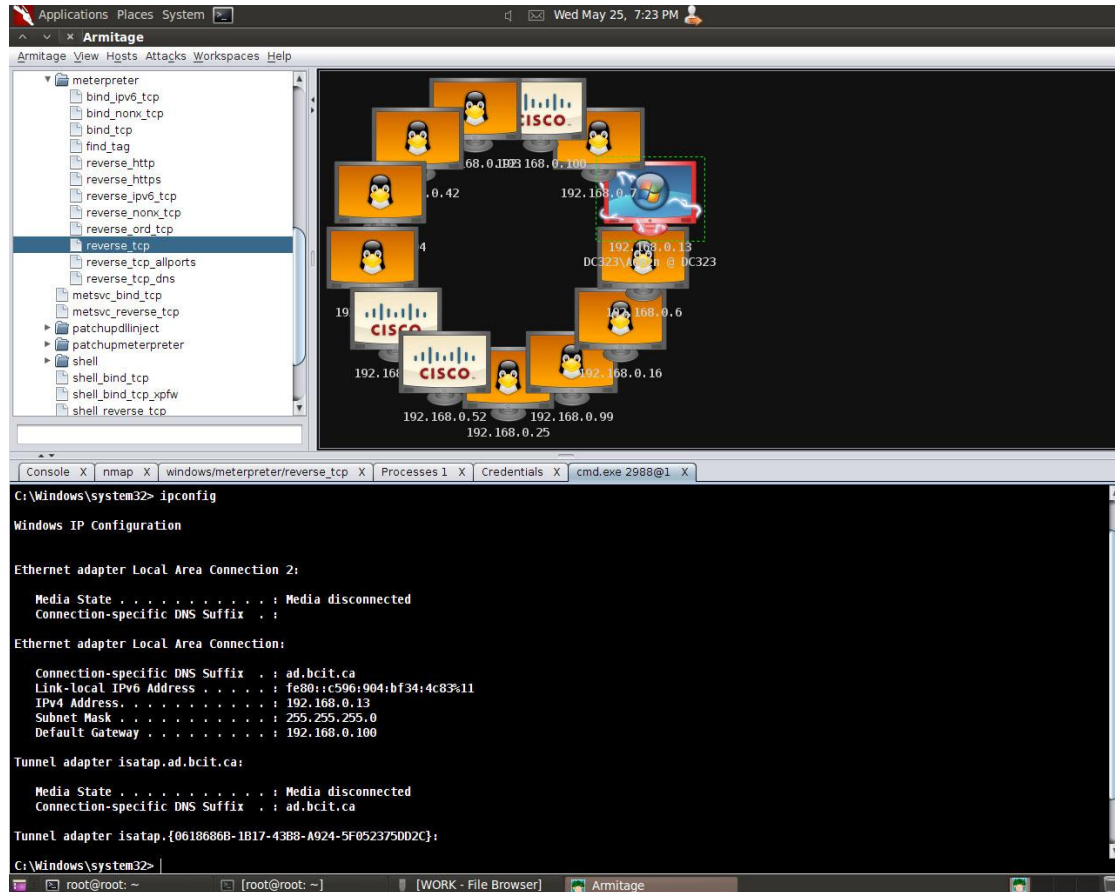 Applications Places System
Wed May 25, 7:23 PM
Armitage
Armitage View Hosts Attacks Workspaces Help
meterpreter
bind_ipv6_tcp
bind_nonx_tcp
bind_tcp
find_tag
reverse_http
reverse_https
reverse_ipv6_tcp
reverse_nonx_tcp
reverse_ord_tcp
reverse_tcp
reverse_tcp_allports
reverse_tcp_dns
metsvc_bind_tcp
metsvc_reverse_tcp
patchupdllinject
patchupmeterpreter
shell
shell_bind_tcp
shell_bind_tcp_xpfw
shell_reverse_tcp
CISCO
168.0.100
.0.42
192.168.0.7
192.168.0.13
@ DC323
192.168.0.6
CISCO
CISCO
192.168.0.16
192.168.0.52
192.168.0.99
192.168.0.25
Console X nmap X windows/meterpreter/reverse_tcp X Processes 1 X Credentials X cmd.exe 2988@1 X
C:\Windows\system32> ipconfig
Windows IP Configuration
Ethernet adapter Local Area Connection 2:
Media State . . . . . . . . . . . : Media disconnected
Connection-specific DNS Suffix . :
Ethernet adapter Local Area Connection:
Connection-specific DNS Suffix . : ad.bcit.ca
Link-local IPv6 Address . . . . . : fe80::c596:904:bf34:4c83%11
IPv4 Address. . . . . . . . . . . : 192.168.0.13
Subnet Mask . . . . . . . . . . . : 255.255.255.0
Default Gateway . . . . . . . . . : 192.168.0.100
Tunnel adapter isatap.ad.bcit.ca:
Media State . . . . . . . . . . . : Media disconnected
Connection-specific DNS Suffix . : ad.bcit.ca
Tunnel adapter isatap.{0618686B-1B17-43B8-A924-5F052375DD2C}:
C:\Windows\system32>
root@root: ~ [root@root: ~] [WORK - File Browser] Armitage